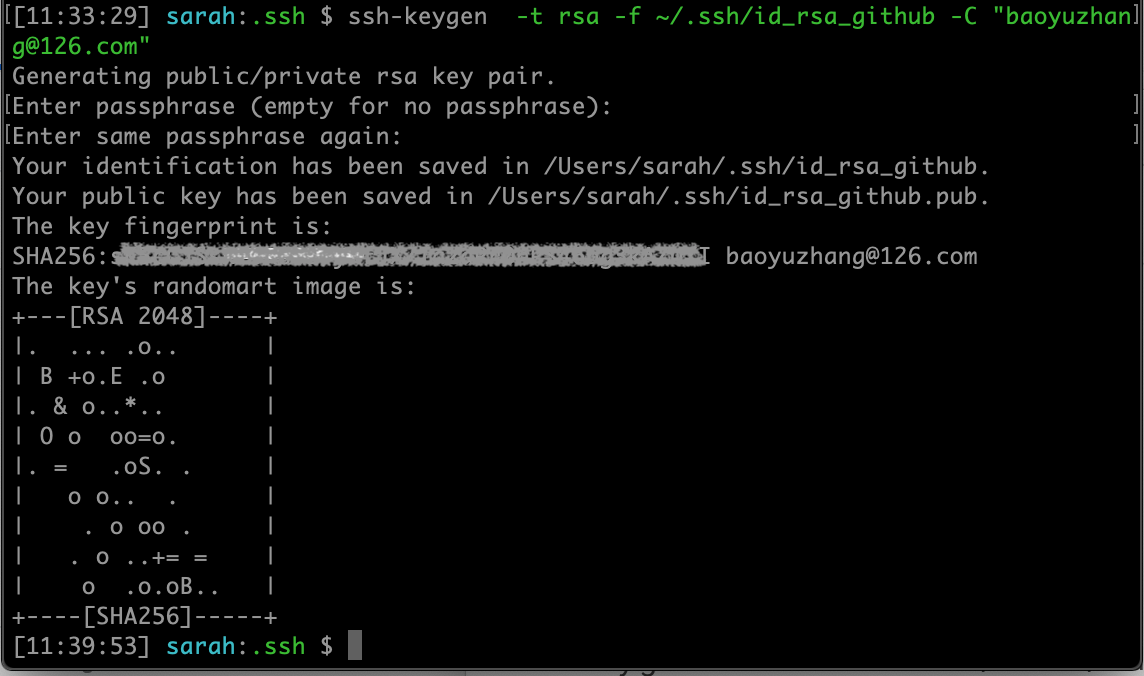 [11:33:29] sarah:.ssh $ ssh-keygen  -t rsa -f ~/.ssh/id_rsa_github -C "baoyuzhan
g@126.com"
Generating public/private rsa key pair.
[Enter passphrase (empty for no passphrase):
[Enter same passphrase again:
Your identification has been saved in /Users/sarah/.ssh/id_rsa_github.
Your public key has been saved in /Users/sarah/.ssh/id_rsa_github.pub.
The key fingerprint is:
SHA256: baoyuzhang@126.com
The key's randomart image is:
+---[RSA 2048]----+
|.  ... .o..      |
| B +o.E .o       |
|. & o..*..       |
| O o  oo=o.      |
|. =   .oS. .     |
|   o o..  .      |
|    . o oo .     |
|   . o ..+= =    |
|    o  .o.oB..   |
+----[SHA256]-----+
[11:39:53] sarah:.ssh $